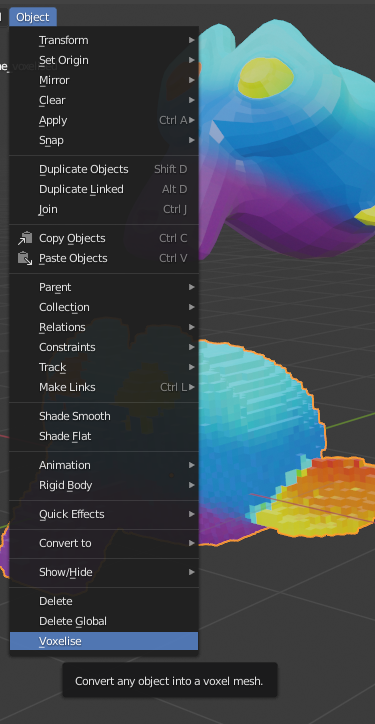 Object
Transform
Set Origin
Mirror
Clear
Apply Ctrl A
Snap
Duplicate Objects Shift D
Duplicate Linked Alt D
Join Ctrl J
Copy Objects Ctrl C
Paste Objects Ctrl V
Parent
Collection
Relations
Constraints
Track
Make Links Ctrl L
Shade Smooth
Shade Flat
Animation
Rigid Body
Quick Effects
Convert to
Show/Hide
Delete
Delete Global
Voxelise
Convert any object into a voxel mesh.